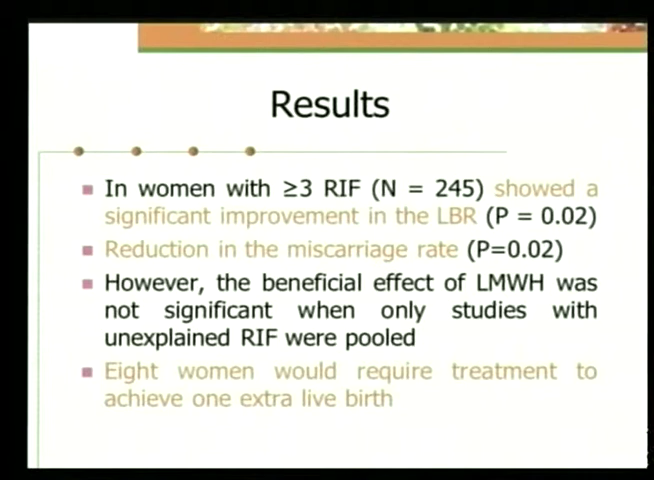 Results
In women with ≥3 RIF (N = 245) showed a
significant improvement in the LBR (P = 0.02)
Reduction in the miscarriage rate (P=0.02)
However, the beneficial effect of LMWH was
not significant when only studies with
unexplained RIF were pooled
Eight women would require treatment to
achieve one extra live birth